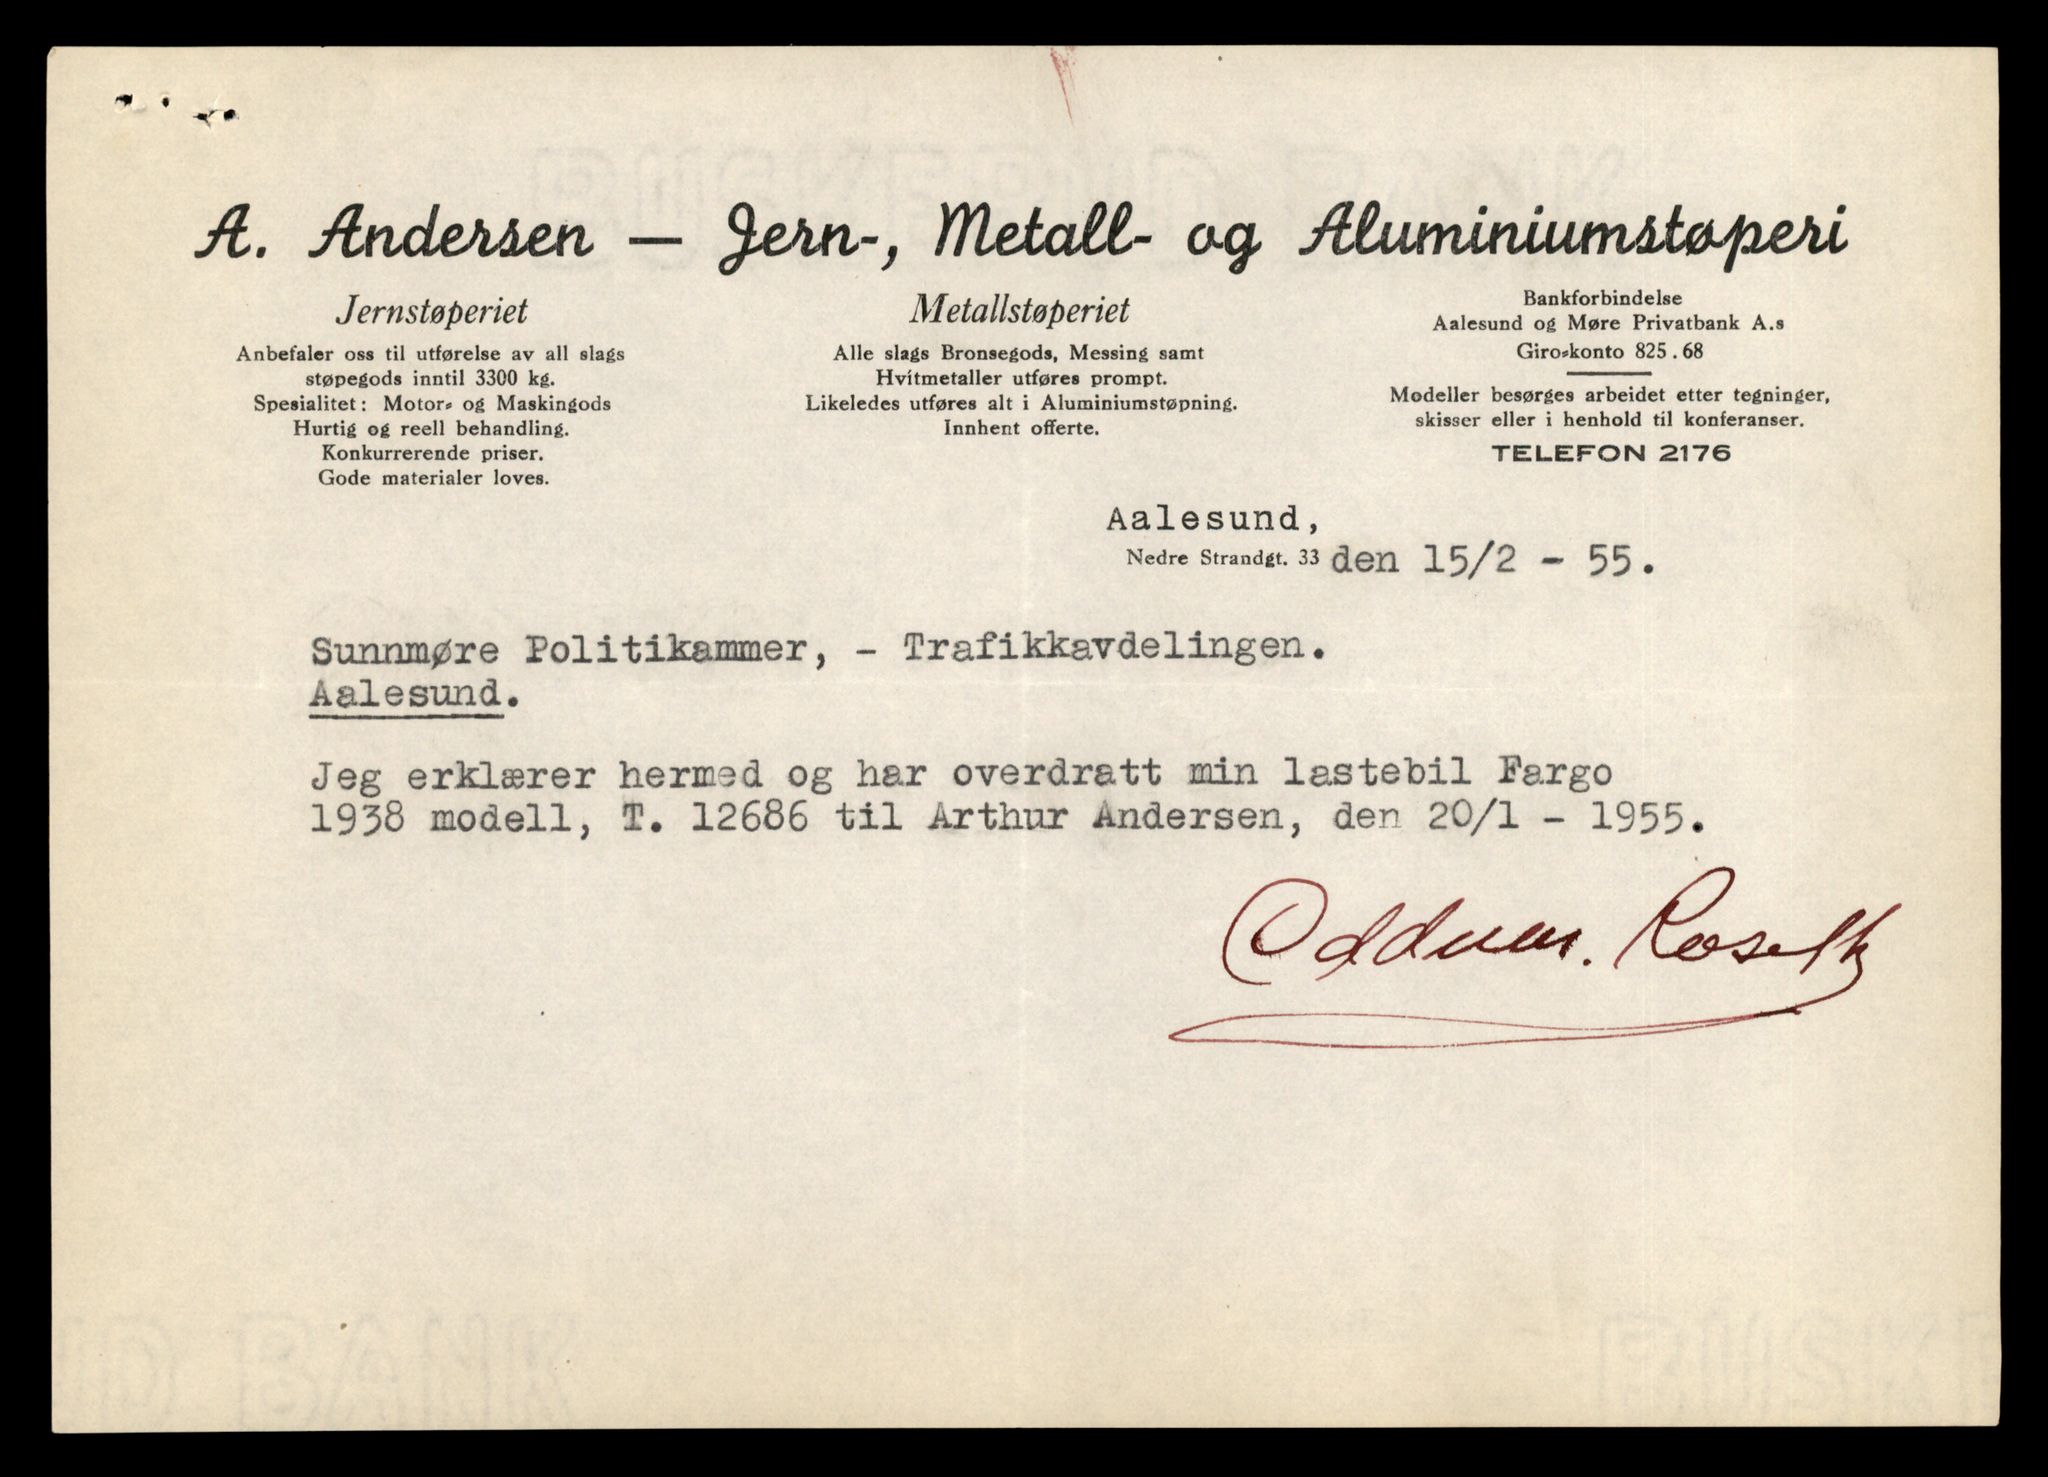 A. Andersen — Jern-, Metall- og Aluminiumstøperi
Jernstøperiet
Anbefaler oss til utførelse av all slags
støpegods inntil 3300 kg.
Spesialitet: Motor- og Maskingods
Hurtig og reell behandling.
Konkurrerende priser.
Gode materialer loves.
Metallstøperiet
Alle slags Bronsegods, Messing samt
Hvitmetaller utføres prompt.
Likeledes utføres alt i Aluminiumstøpning.
Innhent offerte.
Bankforbindelse
Aalesund og Møre Privatbank A.s
Giro-konto 825.68
Modeller besørges arbeidet etter tegninger,
skisser eller i henhold til konferanser.
TELEFON 2176
Aalesund,
Nedre Strandgt. 33 den 15/2 - 55.
Sunnmøre Politikammer, - Trafikkavdelingen.
Aalesund.
Jeg erklærer hermed og har overdratt min lastebil Fargo
1938 modell, T. 12686 til Arthur Andersen, den 20/1 - 1955.
Oddvar.